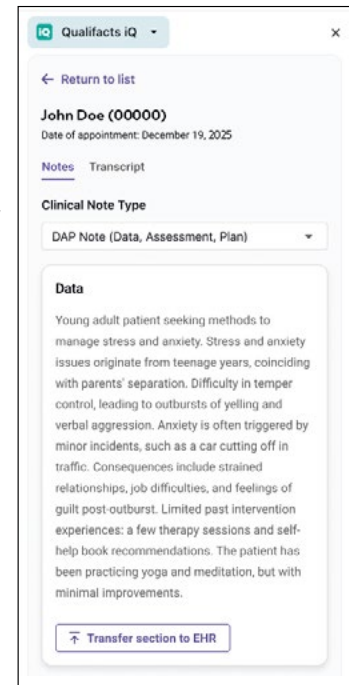 iQ Qualifacts iQ
Return to list
John Doe (00000)
Date of appointment: December 19, 2025
Notes Transcript
Clinical Note Type
DAP Note (Data, Assessment, Plan)
Data
Young adult patient seeking methods to
manage stress and anxiety. Stress and anxiety
issues originate from teenage years, coinciding
with parents' separation. Difficulty in temper
control, leading to outbursts of yelling and
verbal aggression. Anxiety is often triggered by
minor incidents, such as a car cutting off in
traffic. Consequences include strained
relationships, job difficulties, and feelings of
guilt post-outburst. Limited past intervention
experiences: a few therapy sessions and self-
help book recommendations. The patient has
been practicing yoga and meditation, but with
minimal improvements.
Transfer section to EHR